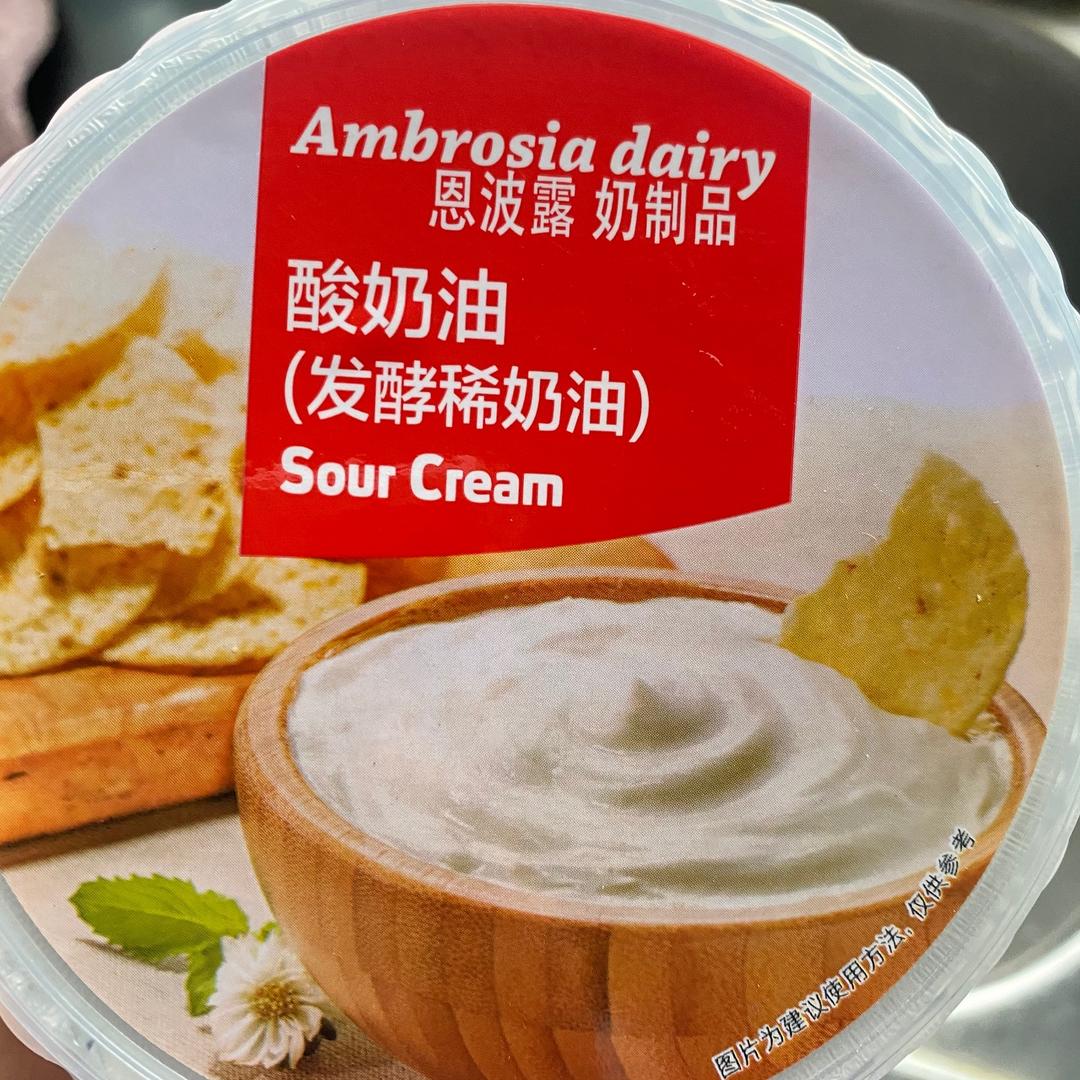 Ambrosia dairy
恩波露 奶制品
酸奶油
(发酵稀奶油)
Sour Cream
图片为建议使用方法，仅供参考